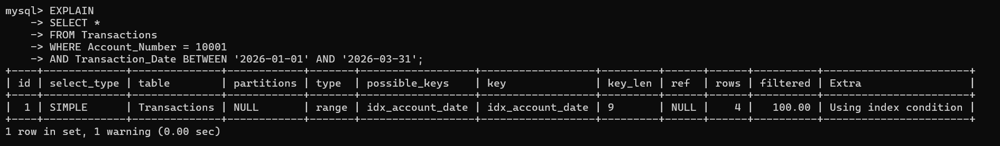 mysql> EXPLAIN
    -> SELECT *
    -> FROM Transactions
    -> WHERE Account_Number = 10001
    -> AND Transaction_Date BETWEEN '2026-01-01' AND '2026-03-31';
+----+-------------+--------------+------------+-------+------------------+------------------+---------+------+------+----------+-----------------------+
| id | select_type | table        | partitions | type  | possible_keys    | key              | key_len | ref  | rows | filtered | Extra                 |
+----+-------------+--------------+------------+-------+------------------+------------------+---------+------+------+----------+-----------------------+
|  1 | SIMPLE      | Transactions | NULL       | range | idx_account_date | idx_account_date | 9       | NULL |    4 |   100.00 | Using index condition |
+----+-------------+--------------+------------+-------+------------------+------------------+---------+------+------+----------+-----------------------+
1 row in set, 1 warning (0.00 sec)